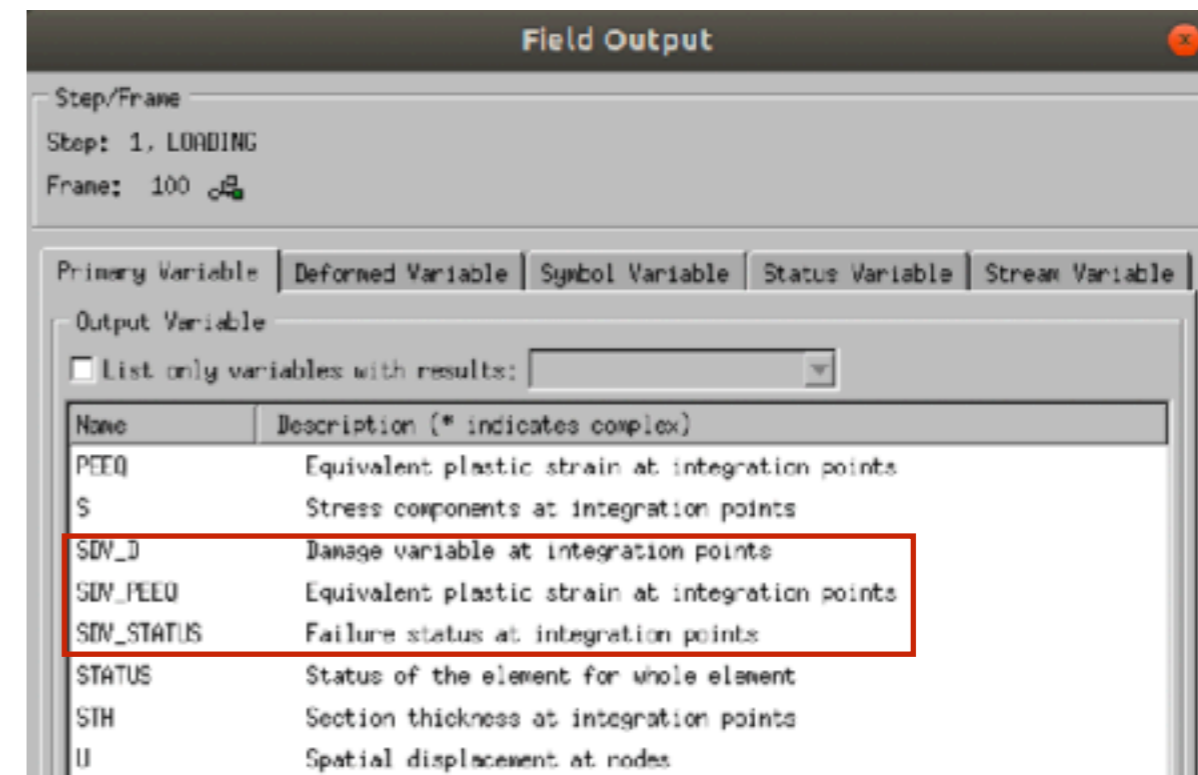 Field Output
Step/Frame
Step: 1, LOADING
Frame: 100
Primary Variable Deformed Variable Symbol Variable Status Variable Stream Variable
Output Variable
List only variables with results:
Name Description (* indicates complex)
PEEQ Equivalent plastic strain at integration points
S Stress components at integration points
SDV_D Damage variable at integration points
SDV_PEEQ Equivalent plastic strain at integration points
SDV_STATUS Failure status at integration points
STATUS Status of the element for whole element
STH Section thickness at integration points
U Spatial displacement at nodes